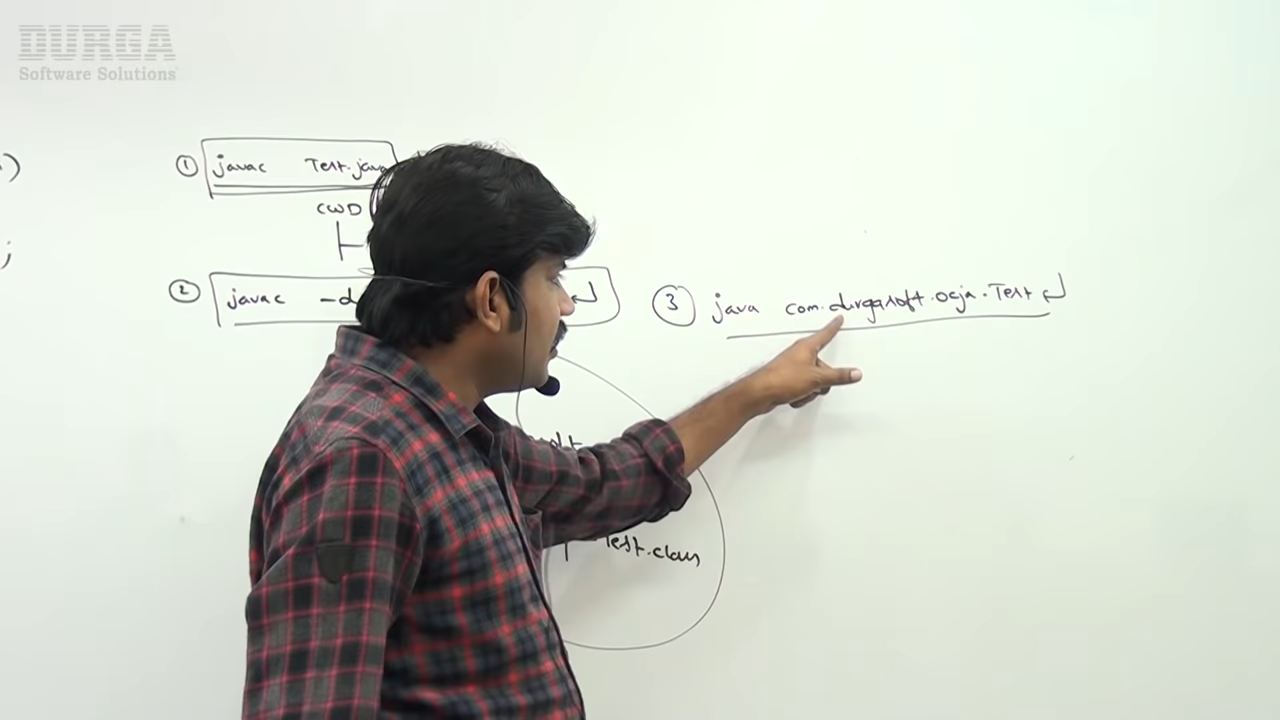 DURGA
Software Solutions
)
① javac Test.java
CWD
;
② javac -d
③ java com.durgasoft.ocja.Test
Test.class